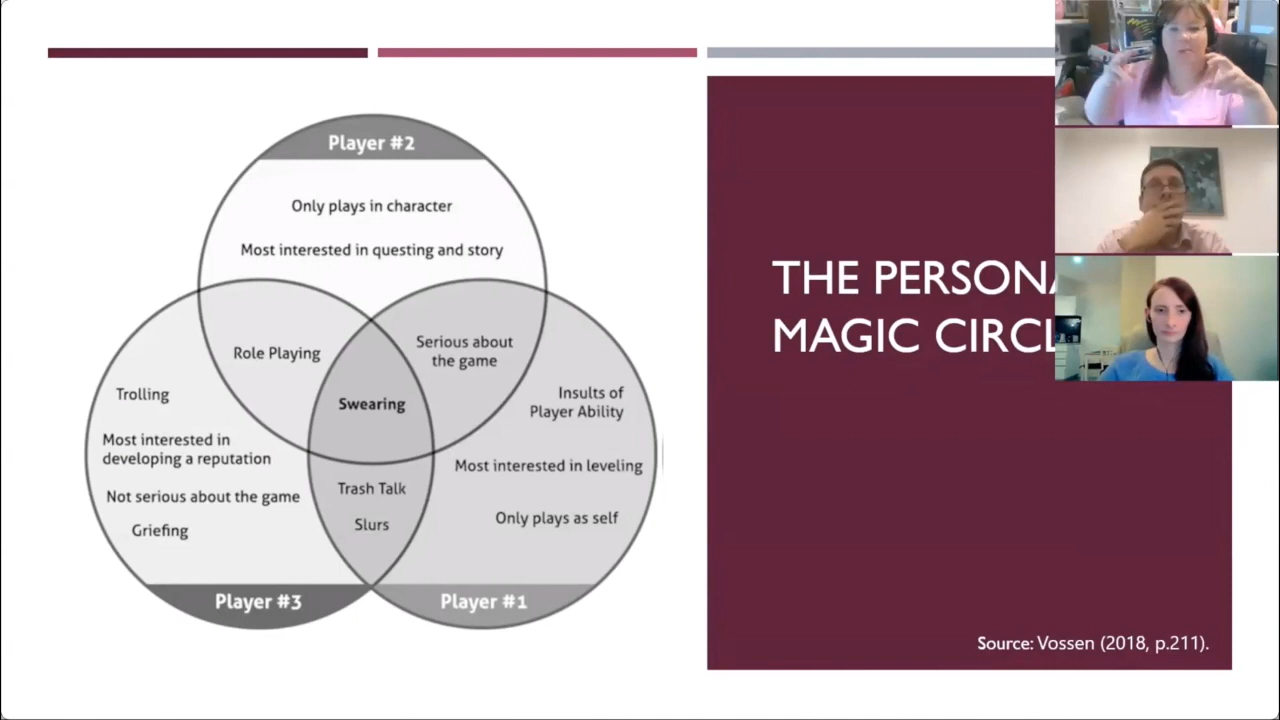 Player #2
Only plays in character
Most interested in questing and story
Role Playing
Serious about
the game
Swearing
Trolling
Most interested in
developing a reputation
Not serious about the game
Griefing
Insults of
Player Ability
Most interested in leveling
Only plays as self
Trash Talk
Slurs
Player #3
Player #1
THE PERSONA
MAGIC CIRCL
Source: Vossen (2018, p.211).